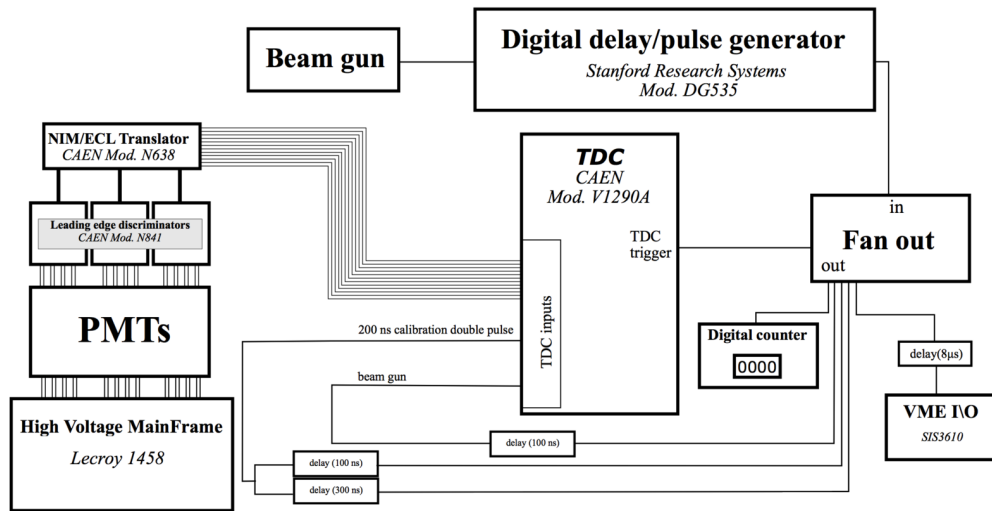 Beam gun
Digital delay/pulse generator
Stanford Research Systems
Mod. DG535
NIM/ECL Translator
CAEN Mod. N638
TDC
CAEN
Mod. V1290A
Leading edge discriminators
CAEN Mod. N841
in
Fan out
out
TDC
trigger
TDC inputs
PMTs
200 ns calibration double pulse
Digital counter
0000
delay(8µs)
beam gun
High Voltage MainFrame
Lecroy 1458
VME I\O
SIS3610
delay (100 ns)
delay (100 ns)
delay (300 ns)